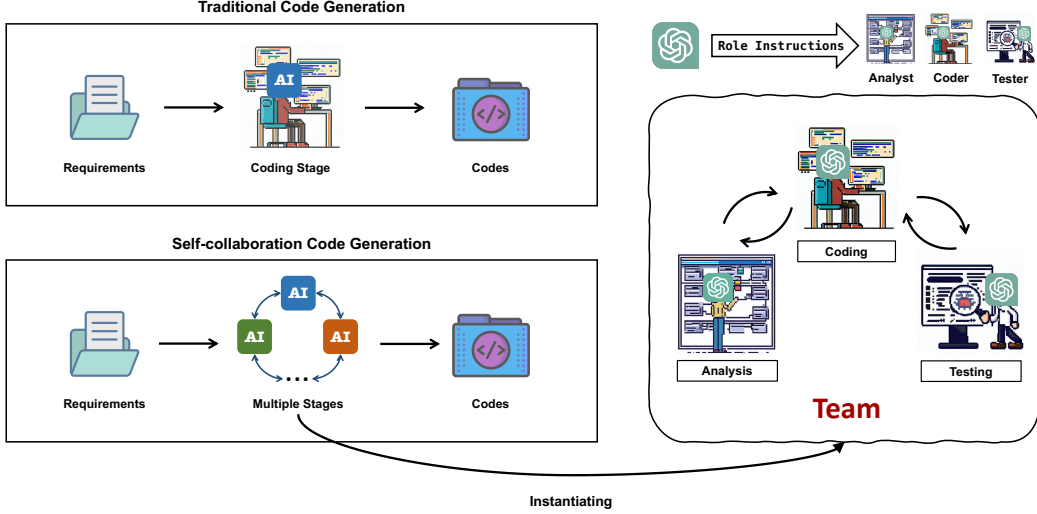 Traditional Code Generation
AI
Requirements
Coding Stage
Codes
Self-collaboration Code Generation
AI
AI
AI
...
Requirements
Multiple Stages
Codes
Instantiating
Role Instructions
Analyst
Coder
Tester
Coding
Analysis
Testing
Team